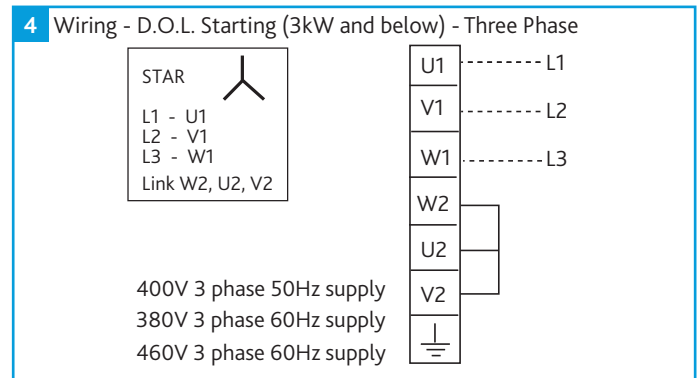 4 Wiring - D.O.L. Starting (3kW and below) - Three Phase
STAR
L1 - U1
L2 - V1
L3 - W1
Link W2, U2, V2
U1 L1
V1 L2
W1 L3
W2
U2
V2
400V 3 phase 50Hz supply
380V 3 phase 60Hz supply
460V 3 phase 60Hz supply